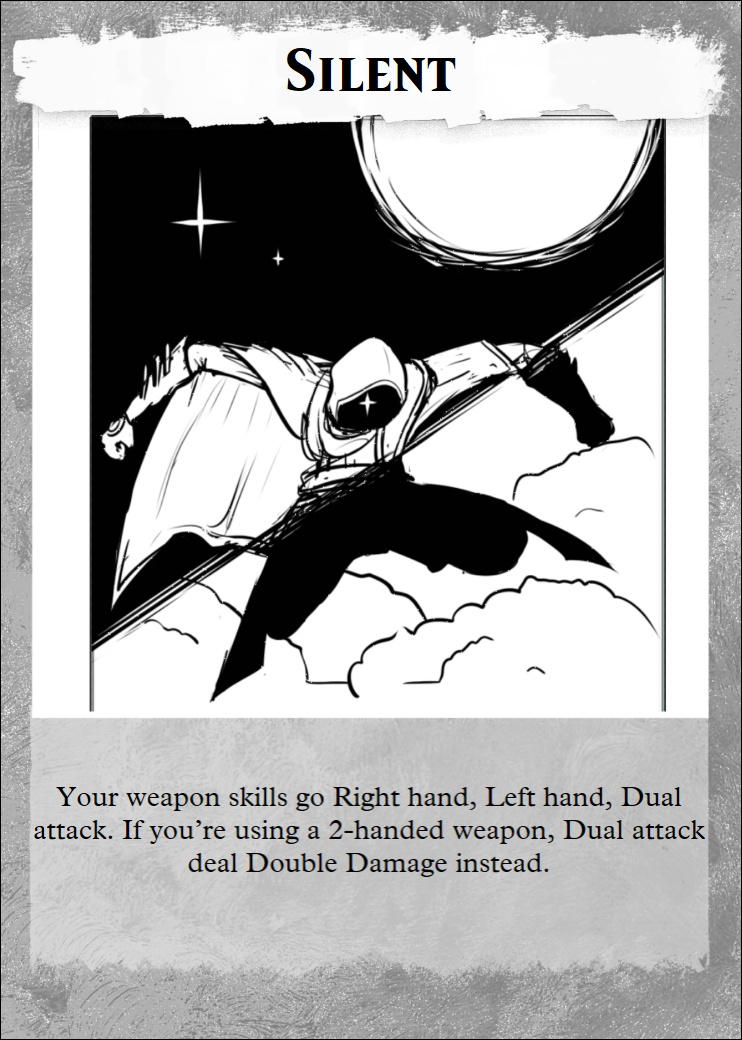 Silent
Your weapon skills go Right hand, Left hand, Dual
attack. If you’re using a 2-handed weapon, Dual attack
deal Double Damage instead.